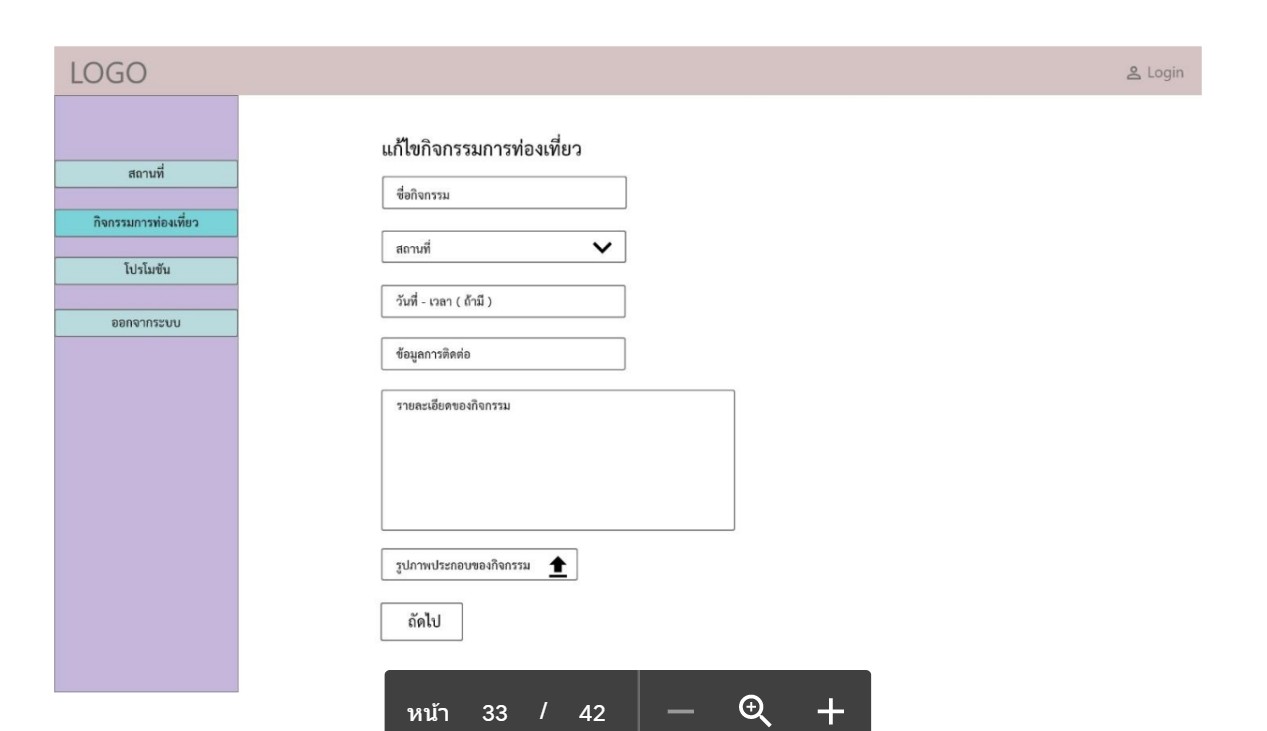 LOGO
Login
สถานที่
กิจกรรมการท่องเที่ยว
โปรโมชัน
ออกจากระบบ
แก้ไขกิจกรรมการท่องเที่ยว
ชื่อกิจกรรม
สถานที่
วันที่ - เวลา ( ถ้ามี )
ข้อมูลการติดต่อ
รายละเอียดของกิจกรรม
รูปภาพประกอบของกิจกรรม
ถัดไป
หน้า 33 / 42